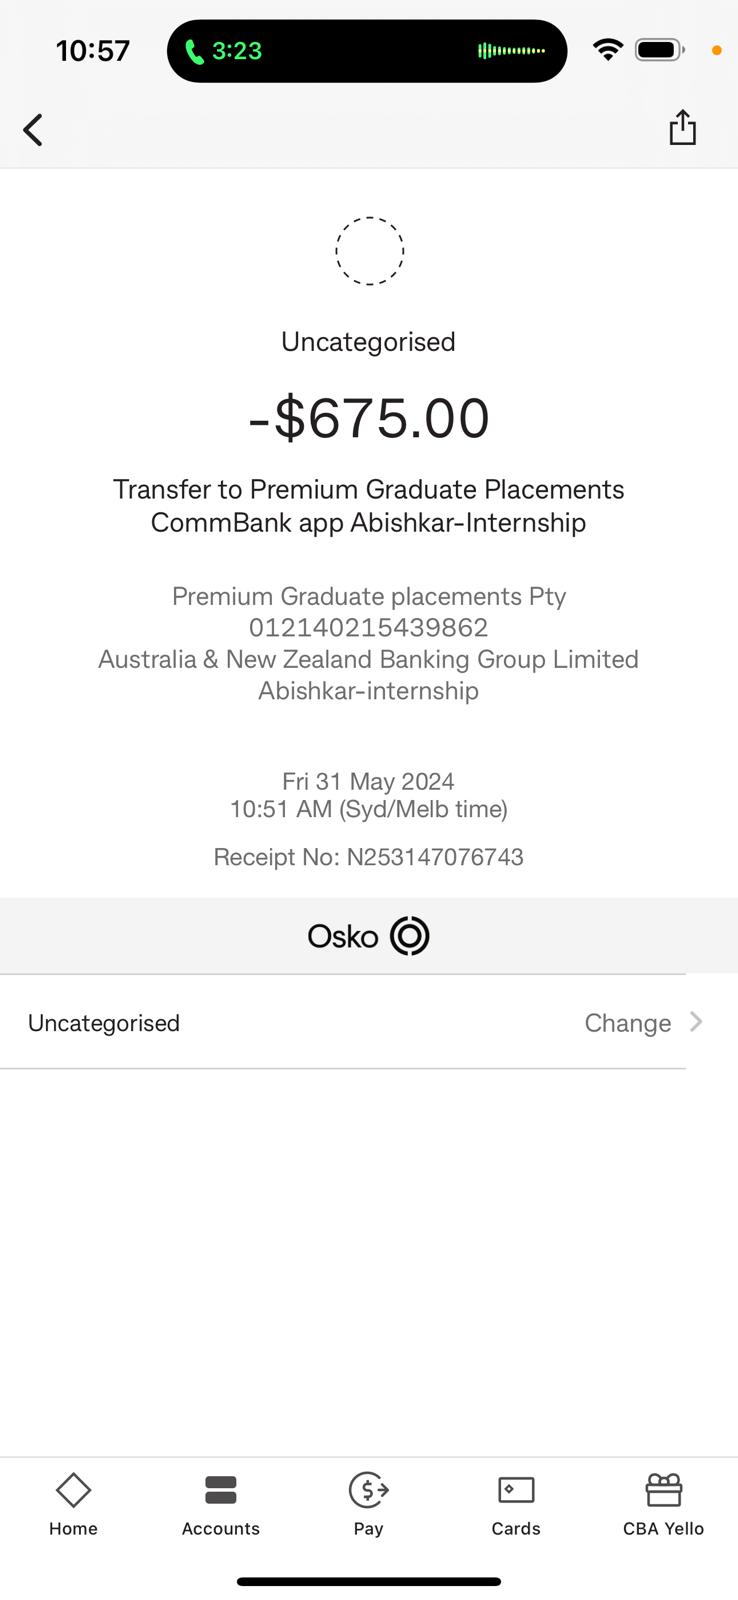 10:57
3:23
Uncategorised
-$675.00
Transfer to Premium Graduate Placements
CommBank app Abishkar-Internship
Premium Graduate placements Pty
012140215439862
Australia & New Zealand Banking Group Limited
Abishkar-internship
Fri 31 May 2024
10:51 AM (Syd/Melb time)
Receipt No: N253147076743
Osko
Uncategorised Change
Home Accounts Pay Cards CBA Yello